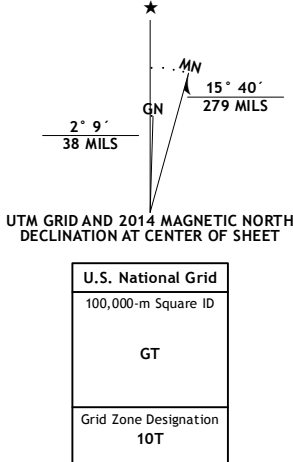 MN
GN
15° 40´
279 MILS
2° 9´
38 MILS
UTM GRID AND 2014 MAGNETIC NORTH
DECLINATION AT CENTER OF SHEET
U.S. National Grid
100,000-m Square ID
GT
Grid Zone Designation
10T